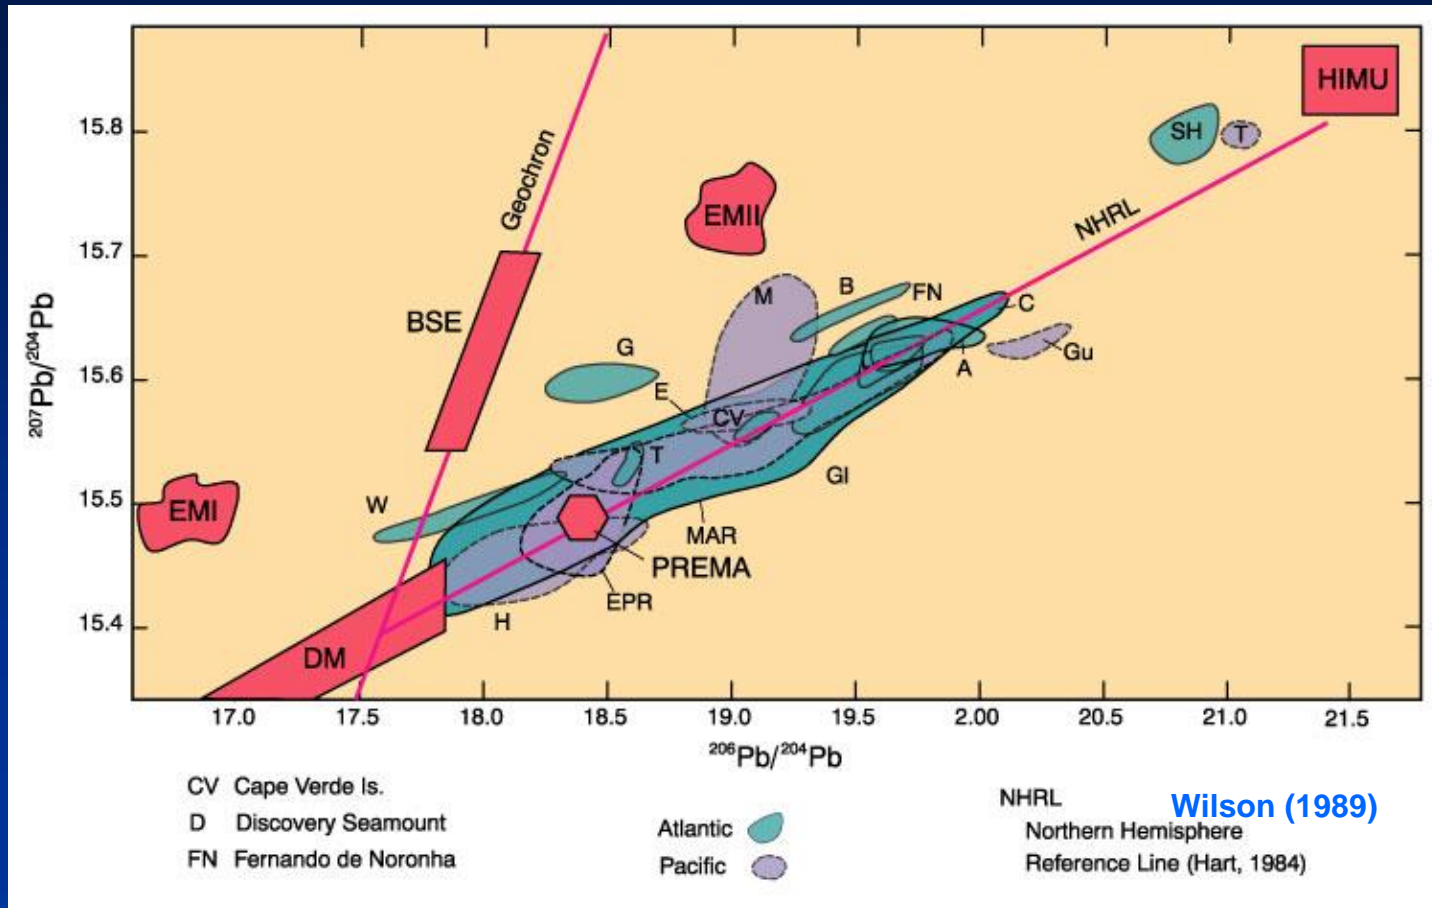 15.8
15.7
15.6
15.5
15.4
²⁰⁷Pb/²⁰⁴Pb
Geochron
HIMU
SH
T
NHRL
EMII
BSE
M
B
FN
C
G
Gu
A
E
CV
T
GI
W
EMI
MAR
PREMA
EPR
H
DM
17.0 17.5 18.0 18.5 19.0 19.5 2.00 20.5 21.0 21.5
²⁰⁶Pb/²⁰⁴Pb
CV Cape Verde Is.
D Discovery Seamount
FN Fernando de Noronha
Atlantic
Pacific
NHRL
Northern Hemisphere
Reference Line (Hart, 1984)
Wilson (1989)